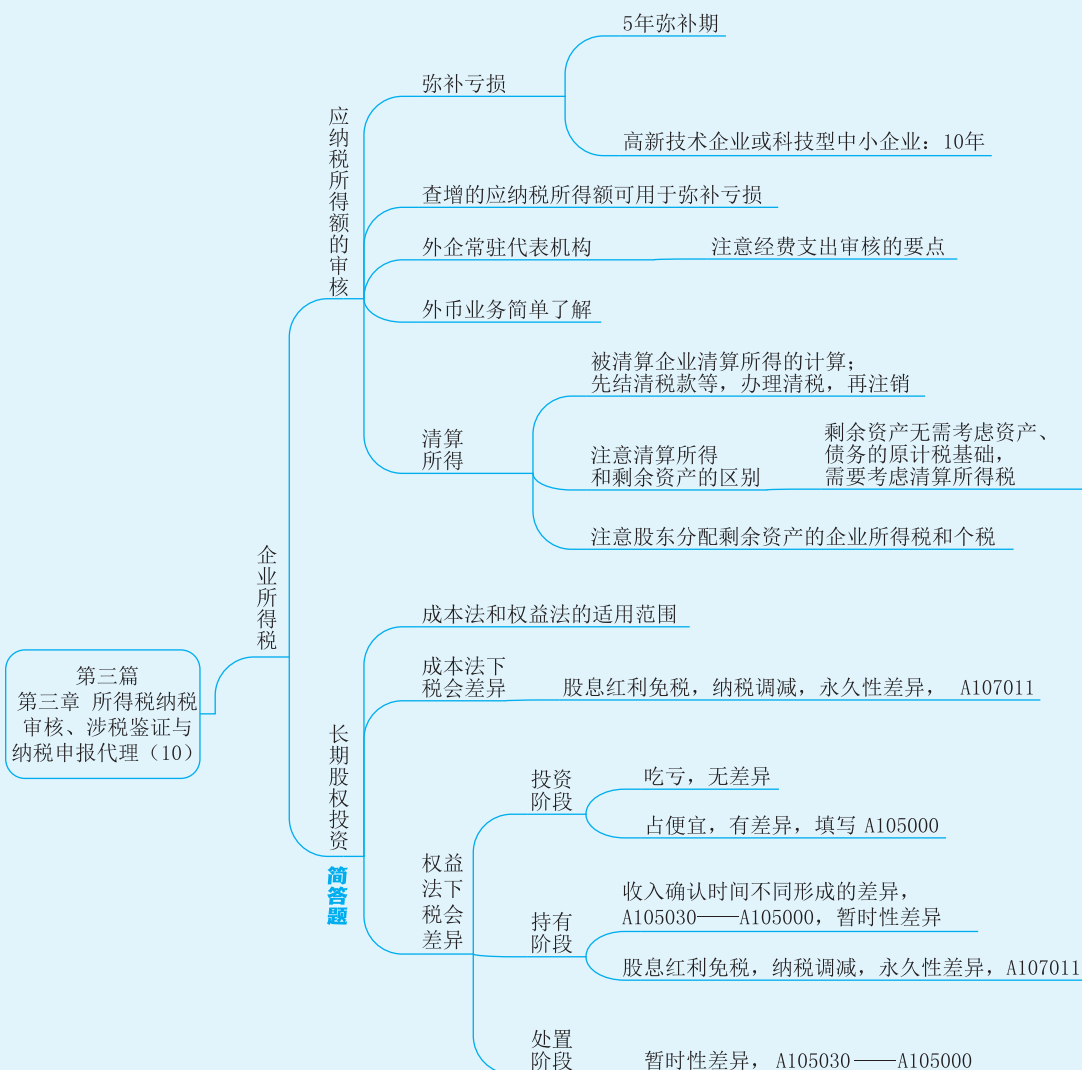 第三篇
第三章 所得税纳税
审核、涉税鉴证与
纳税申报代理（10）
企业所得税
应纳税所得额的审核
弥补亏损
5年弥补期
高新技术企业或科技型中小企业：10年
查增的应纳税所得额可用于弥补亏损
外企常驻代表机构
注意经费支出审核的要点
外币业务简单了解
清算
所得
被清算企业清算所得的计算；
先结清税款等，办理清税，再注销
注意清算所得
和剩余资产的区别
剩余资产无需考虑资产、
债务的原计税基础，
需要考虑清算所得税
注意股东分配剩余资产的企业所得税和个税
长期股权投资
简答题
成本法和权益法的适用范围
成本法下
税会差异
股息红利免税，纳税调减，永久性差异， A107011
权益
法下
税会
差异
投资
阶段
吃亏，无差异
占便宜，有差异，填写 A105000
持有
阶段
收入确认时间不同形成的差异，
A105030——A105000，暂时性差异
股息红利免税，纳税调减，永久性差异，A107011
处置
阶段
暂时性差异， A105030——A105000